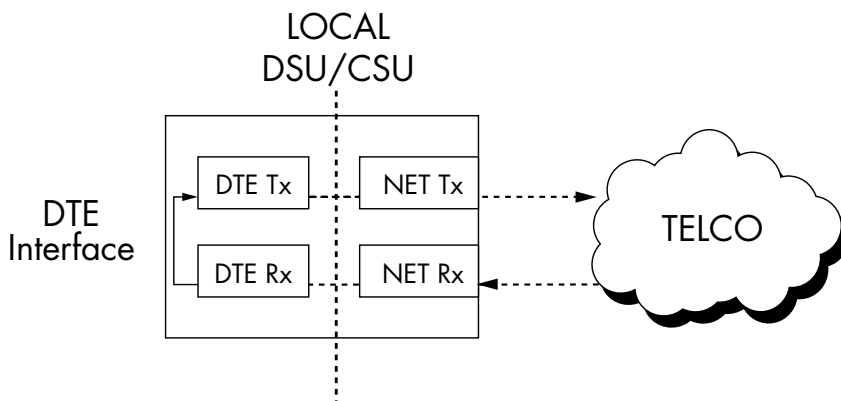 LOCAL
DSU/CSU
DTE Tx
NET Tx
DTE
Interface
TELCO
DTE Rx
NET Rx